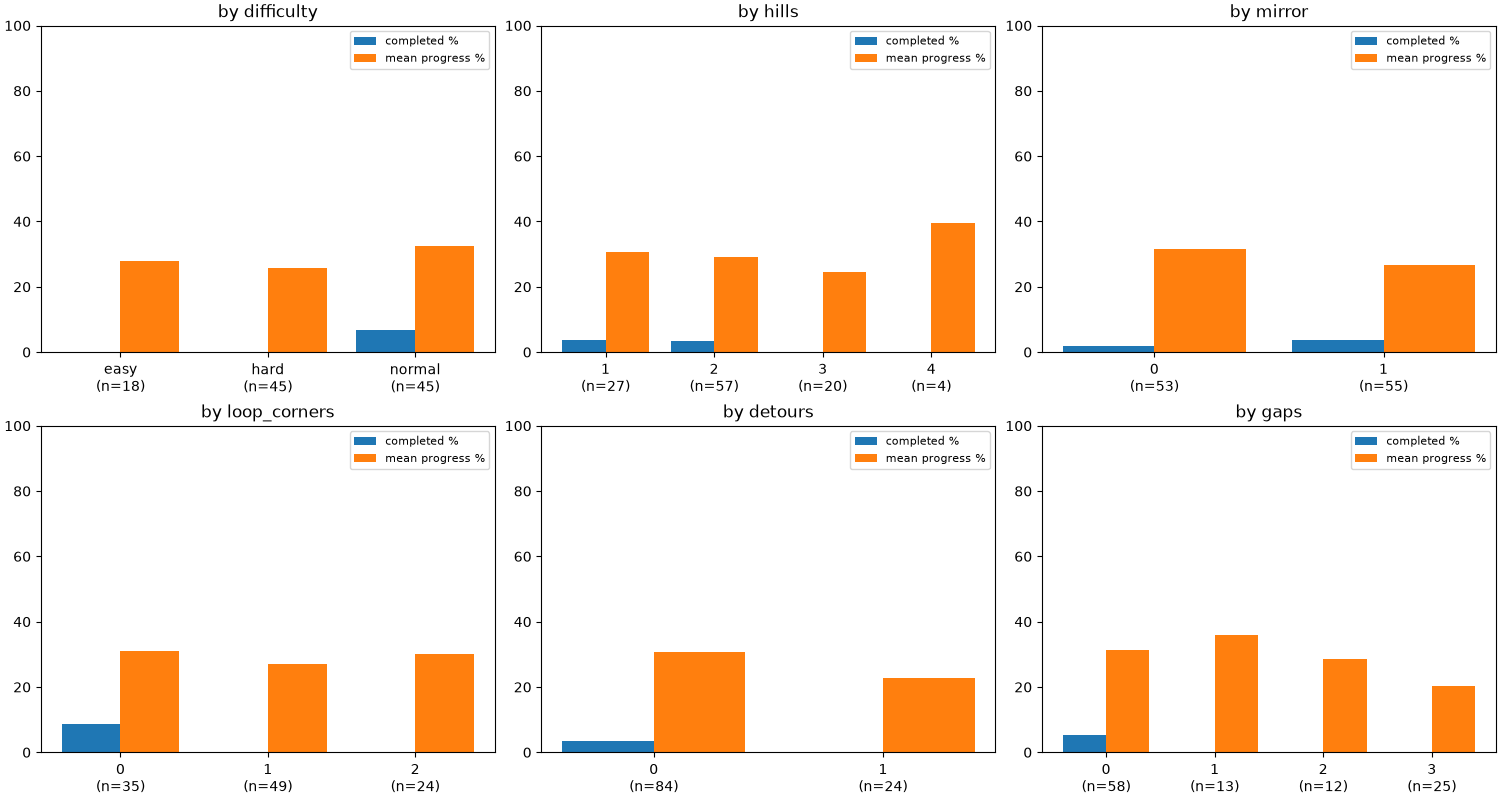 by difficulty
100
80
60
40
20
0
completed %
mean progress %
easy
(n=18)
hard
(n=45)
normal
(n=45)
by hills
100
80
60
40
20
0
completed %
mean progress %
1
(n=27)
2
(n=57)
3
(n=20)
4
(n=4)
by mirror
100
80
60
40
20
0
completed %
mean progress %
0
(n=53)
1
(n=55)
by loop_corners
100
80
60
40
20
0
completed %
mean progress %
0
(n=35)
1
(n=49)
2
(n=24)
by detours
100
80
60
40
20
0
completed %
mean progress %
0
(n=84)
1
(n=24)
by gaps
100
80
60
40
20
0
completed %
mean progress %
0
(n=58)
1
(n=13)
2
(n=12)
3
(n=25)